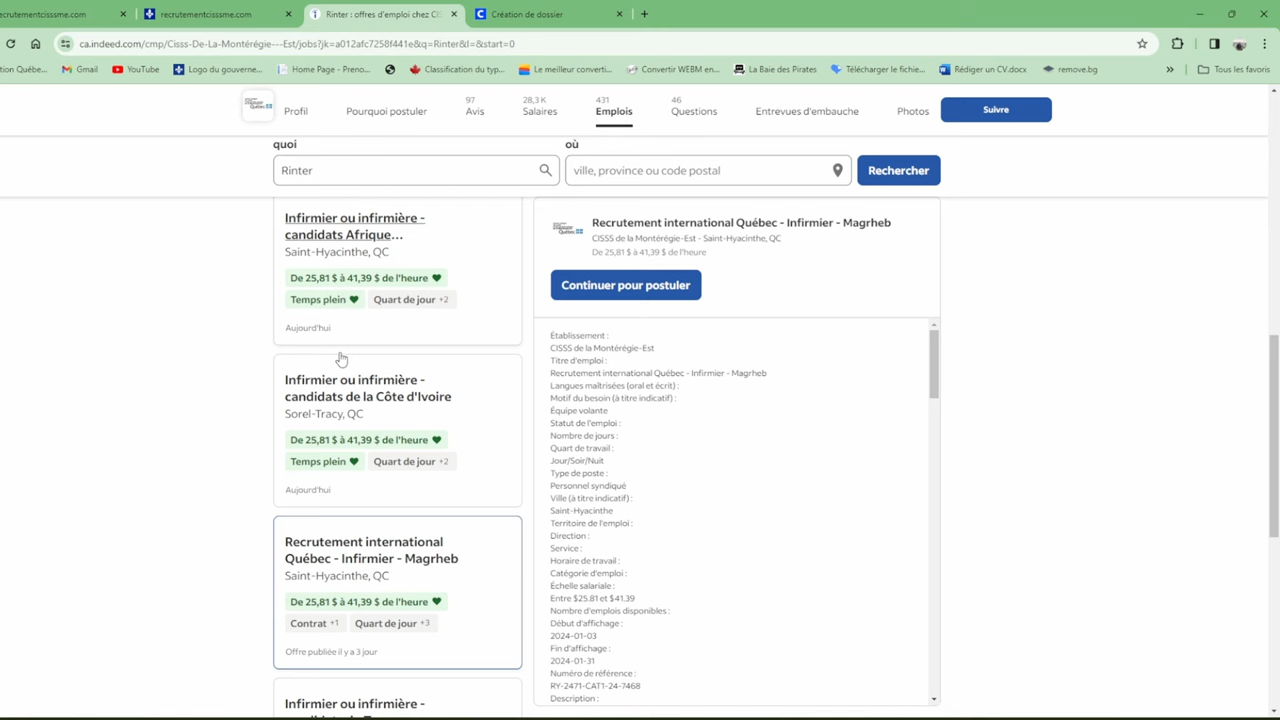 ecrutementcisssme.com
recrutementcisssme.com
Rinter : offres d'emploi chez CIS
Création de dossier
ca.indeed.com/cmp/Cisss-De-La-Montérégie---Est/jobs?jk=a012afc7258f441e&q=Rinter&l=&start=0
tion Québe...
Gmail
YouTube
Logo du gouverne...
Home Page - Preno...
Classification du typ...
Le meilleur converti...
Convertir WEBM en...
La Baie des Pirates
Télécharger le fichie...
Rédiger un CV.docx
remove.bg
Tous les favoris
Profil
Pourquoi postuler
97
Avis
28,3 K
Salaires
431
Emplois
46
Questions
Entrevues d'embauche
Photos
Suivre
quoi
où
Rinter
ville, province ou code postal
Rechercher
Infirmier ou infirmière -
candidats Afrique...
Saint-Hyacinthe, QC
De 25,81 $ à 41,39 $ de l'heure
Temps plein
Quart de jour +2
Aujourd'hui
Infirmier ou infirmière -
candidats de la Côte d'Ivoire
Sorel-Tracy, QC
De 25,81 $ à 41,39 $ de l'heure
Temps plein
Quart de jour +2
Aujourd'hui
Recrutement international
Québec - Infirmier - Magrheb
Saint-Hyacinthe, QC
De 25,81 $ à 41,39 $ de l'heure
Contrat +1
Quart de jour +3
Offre publiée il y a 3 jour
Infirmier ou infirmière -
Recrutement international Québec - Infirmier - Magrheb
CISSS de la Montérégie-Est - Saint-Hyacinthe, QC
De 25,81 $ à 41,39 $ de l'heure
Continuer pour postuler
Établissement :
CISSS de la Montérégie-Est
Titre d'emploi :
Recrutement international Québec - Infirmier - Magrheb
Langues maîtrisées (oral et écrit) :
Motif du besoin (à titre indicatif) :
Équipe volante
Statut de l'emploi :
Nombre de jours :
Quart de travail :
Jour/Soir/Nuit
Type de poste :
Personnel syndiqué
Ville (à titre indicatif) :
Saint-Hyacinthe
Territoire de l'emploi :
Direction :
Service :
Horaire de travail :
Catégorie d'emploi :
Échelle salariale :
Entre $25.81 et $41.39
Nombre d'emplois disponibles :
Début d'affichage :
2024-01-03
Fin d'affichage :
2024-01-31
Numéro de référence :
RY-2471-CAT1-24-7468
Description :